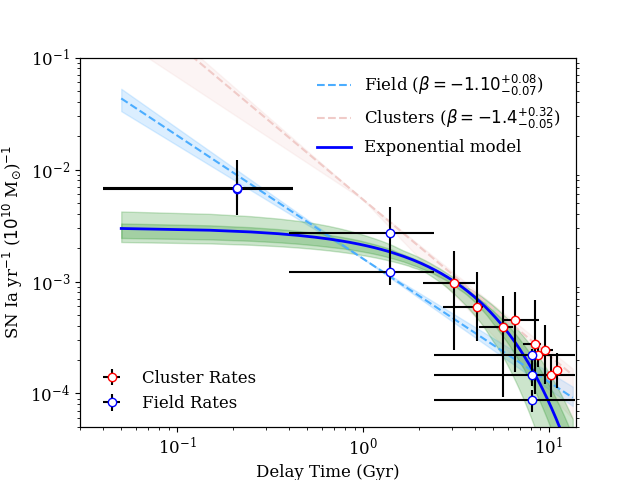 10⁻¹
10⁻²
10⁻³
10⁻⁴
SN Ia yr⁻¹ (10¹⁰ M☉)⁻¹
Field (β = −1.10 +0.08 −0.07)
Clusters (β = −1.4 +0.32 −0.05)
Exponential model
Cluster Rates
Field Rates
10⁻¹ 10⁰ 10¹
Delay Time (Gyr)